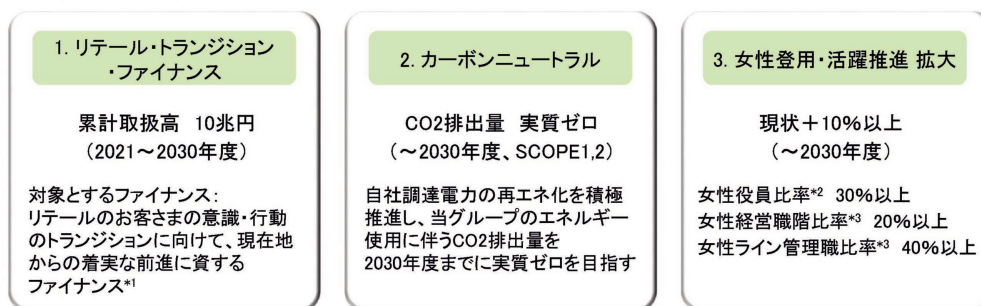 1. リテール・トランジション
・ファイナンス
累計取扱高 10兆円
(2021～2030年度)
対象とするファイナンス:
リテールのお客さまの意識・行動
のトランジションに向けて、現在地
からの着実な前進に資する
ファイナンス*1
2. カーボンニュートラル
CO2排出量 実質ゼロ
(～2030年度、SCOPE1,2)
自社調達電力の再エネ化を積極
推進し、当グループのエネルギー
使用に伴うCO2排出量を
2030年度までに実質ゼロを目指す
3. 女性登用・活躍推進 拡大
現状＋10%以上
(～2030年度)
女性役員比率*2 30%以上
女性経営職階比率*3 20%以上
女性ライン管理職比率*3 40%以上